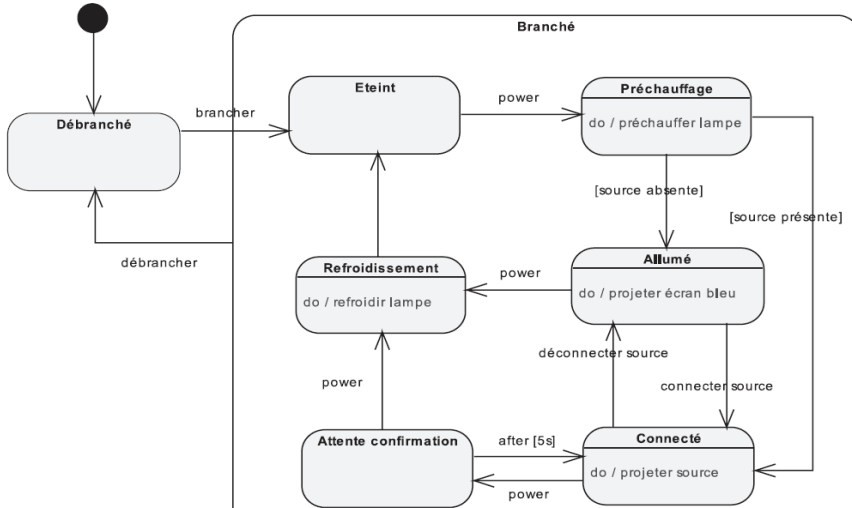 Branché
Eteint
power
Préchauffage
do / préchauffer lampe
brancher
Débranché
[source absente]
[source présente]
débrancher
Refroidissement
do / refroidir lampe
power
Allumé
do / projeter écran bleu
déconnecter source
connecter source
power
Attente confirmation
after [5s]
Connecté
do / projeter source
power